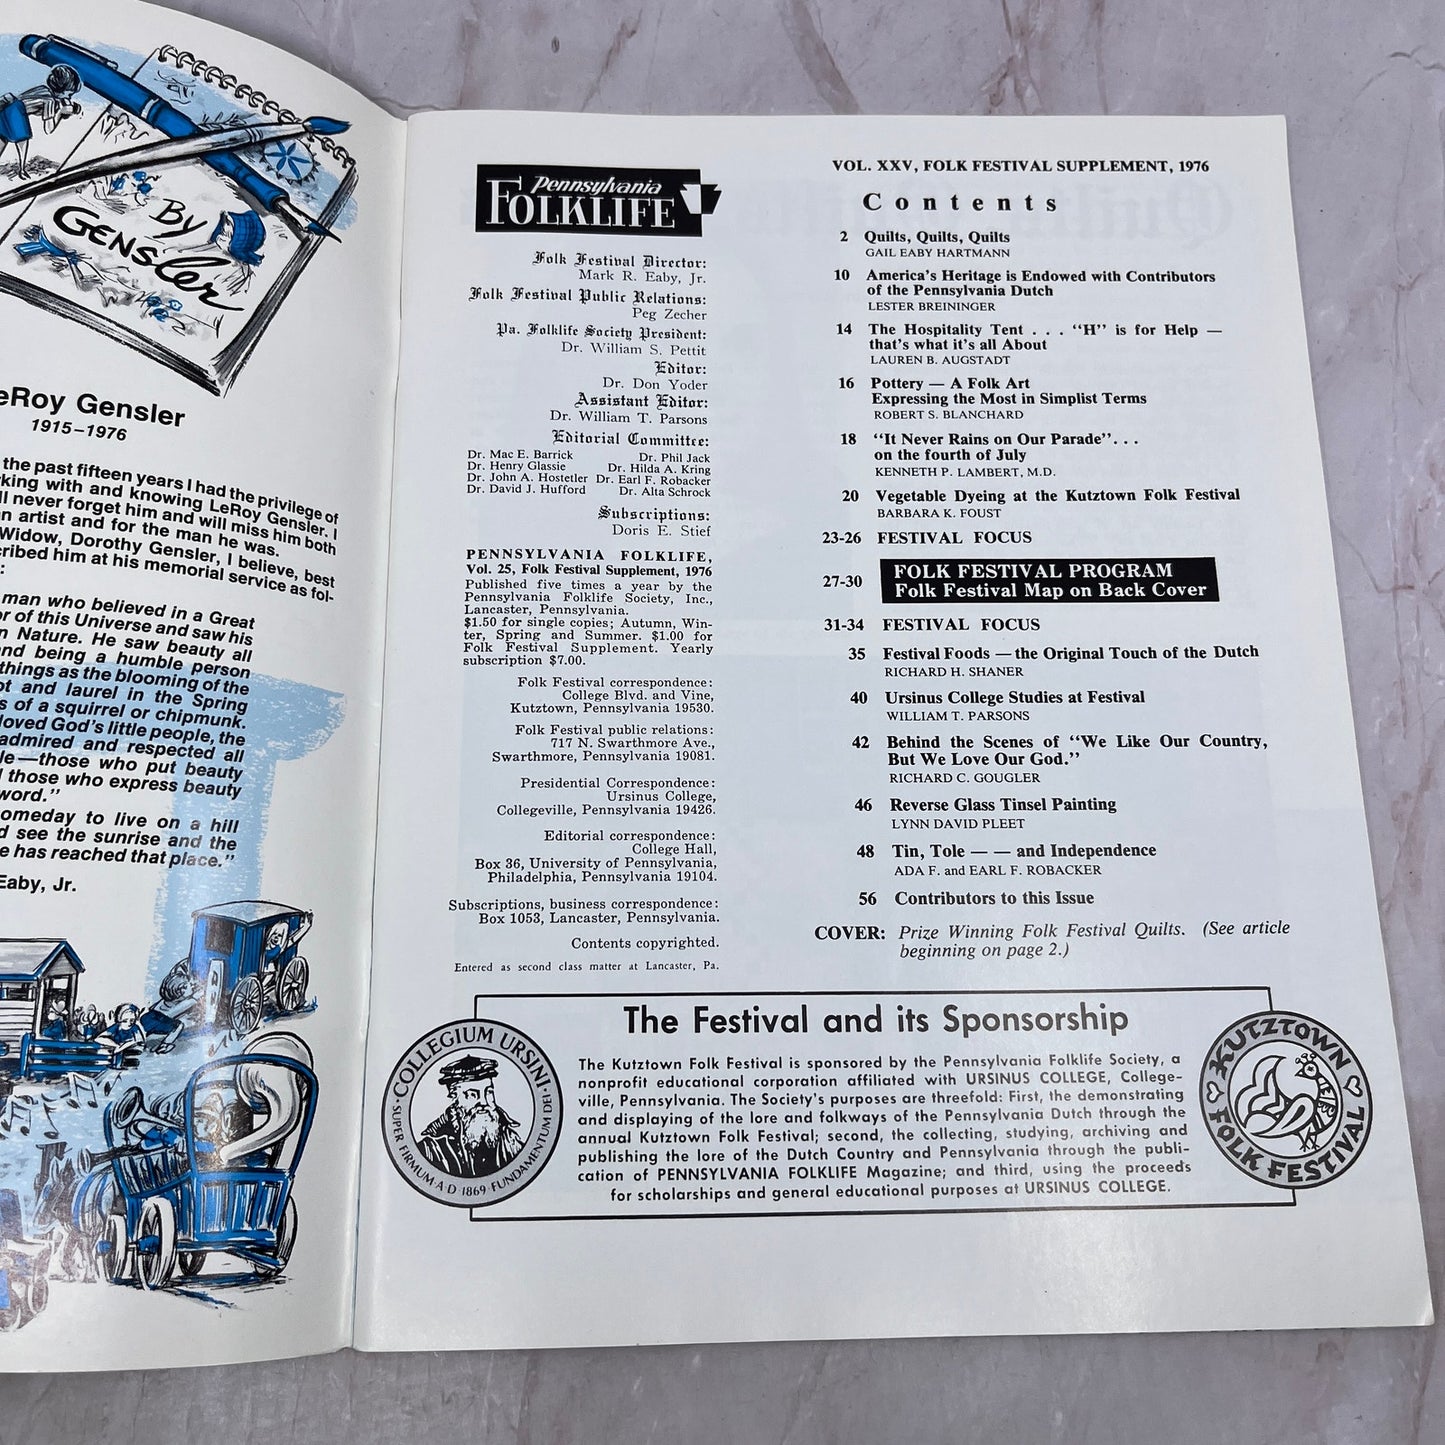 By
GENSLER
eRoy Gensler
1915–1976
the past fifteen years I had the privilege of
king with and knowing LeRoy Gensler. I
ll never forget him and will miss him both
n artist and for the man he was.
Widow, Dorothy Gensler, I believe, best
cribed him at his memorial service as fol-
:
man who believed in a Great
or of this Universe and saw his
n Nature. He saw beauty all
nd being a humble person
things as the blooming of the
ot and laurel in the Spring
s of a squirrel or chipmunk.
loved God's little people, the
admired and respected all
le—those who put beauty
d those who express beauty
word."
omeday to live on a hill
d see the sunrise and the
e has reached that place."
Eaby, Jr.
Pennsylvania
FOLKLIFE
Folk Festival Director:
Mark R. Eaby, Jr.
Folk Festival Public Relations:
Peg Zecher
Pa. Folklife Society President:
Dr. William S. Pettit
Editor:
Dr. Don Yoder
Assistant Editor:
Dr. William T. Parsons
Editorial Committee:
Dr. Mac E. Barrick Dr. Phil Jack
Dr. Henry Glassie Dr. Hilda A. Kring
Dr. John A. Hostetler Dr. Earl F. Robacker
Dr. David J. Hufford Dr. Alta Schrock
Subscriptions:
Doris E. Stief
PENNSYLVANIA FOLKLIFE,
Vol. 25, Folk Festival Supplement, 1976
Published five times a year by the
Pennsylvania Folklife Society, Inc.,
Lancaster, Pennsylvania.
$1.50 for single copies; Autumn, Win-
ter, Spring and Summer. $1.00 for
Folk Festival Supplement. Yearly
subscription $7.00.
Folk Festival correspondence:
College Blvd. and Vine,
Kutztown, Pennsylvania 19530.
Folk Festival public relations:
717 N. Swarthmore Ave.,
Swarthmore, Pennsylvania 19081.
Presidential Correspondence:
Ursinus College,
Collegeville, Pennsylvania 19426.
Editorial correspondence:
College Hall,
Box 36, University of Pennsylvania,
Philadelphia, Pennsylvania 19104.
Subscriptions, business correspondence:
Box 1053, Lancaster, Pennsylvania.
Contents copyrighted.
Entered as second class matter at Lancaster, Pa.
VOL. XXV, FOLK FESTIVAL SUPPLEMENT, 1976
Contents
2 Quilts, Quilts, Quilts
GAIL EABY HARTMANN
10 America's Heritage is Endowed with Contributors
of the Pennsylvania Dutch
LESTER BREININGER
14 The Hospitality Tent . . . "H" is for Help —
that's what it's all About
LAUREN B. AUGSTADT
16 Pottery — A Folk Art
Expressing the Most in Simplist Terms
ROBERT S. BLANCHARD
18 "It Never Rains on Our Parade". . .
on the fourth of July
KENNETH P. LAMBERT, M.D.
20 Vegetable Dyeing at the Kutztown Folk Festival
BARBARA K. FOUST
23-26 FESTIVAL FOCUS
27-30 FOLK FESTIVAL PROGRAM
Folk Festival Map on Back Cover
31-34 FESTIVAL FOCUS
35 Festival Foods — the Original Touch of the Dutch
RICHARD H. SHANER
40 Ursinus College Studies at Festival
WILLIAM T. PARSONS
42 Behind the Scenes of "We Like Our Country,
But We Love Our God."
RICHARD C. GOUGLER
46 Reverse Glass Tinsel Painting
LYNN DAVID PLEET
48 Tin, Tole — — and Independence
ADA F. and EARL F. ROBACKER
56 Contributors to this Issue
COVER: Prize Winning Folk Festival Quilts. (See article
beginning on page 2.)
The Festival and its Sponsorship
The Kutztown Folk Festival is sponsored by the Pennsylvania Folklife Society, a
nonprofit educational corporation affiliated with URSINUS COLLEGE, College-
ville, Pennsylvania. The Society's purposes are threefold: First, the demonstrating
and displaying of the lore and folkways of the Pennsylvania Dutch through the
annual Kutztown Folk Festival; second, the collecting, studying, archiving and
publishing the lore of the Dutch Country and Pennsylvania through the publi-
cation of PENNSYLVANIA FOLKLIFE Magazine; and third, using the proceeds
for scholarships and general educational purposes at URSINUS COLLEGE.
COLLEGIUM URSINI
SUPER FIRMUM A·D·1869·FUNDAMENTUM DEI
KUTZTOWN
FOLK FESTIVAL